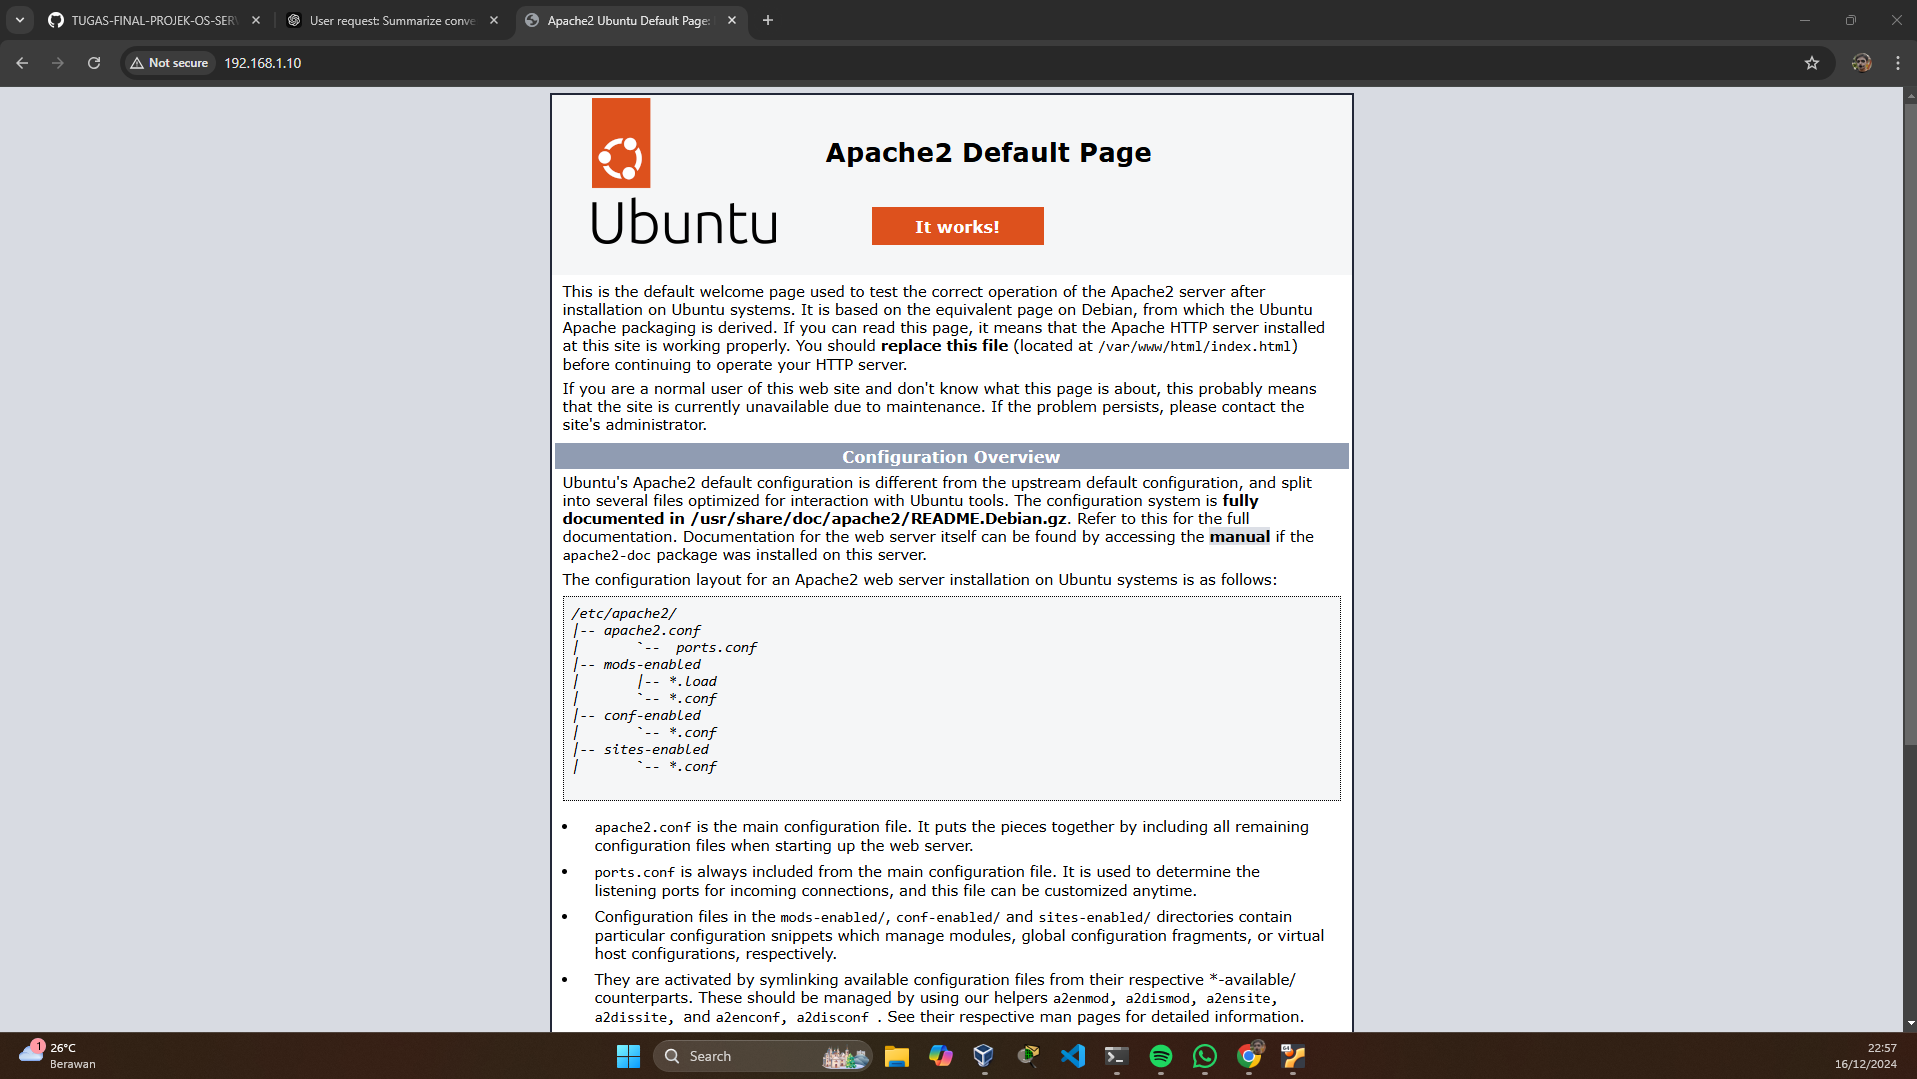 TUGAS-FINAL-PROJEK-OS-SERV
User request: Summarize conve
Apache2 Ubuntu Default Page:
Not secure
192.168.1.10
Ubuntu
Apache2 Default Page
It works!
This is the default welcome page used to test the correct operation of the Apache2 server after
installation on Ubuntu systems. It is based on the equivalent page on Debian, from which the Ubuntu
Apache packaging is derived. If you can read this page, it means that the Apache HTTP server installed
at this site is working properly. You should replace this file (located at /var/www/html/index.html)
before continuing to operate your HTTP server.
If you are a normal user of this web site and don't know what this page is about, this probably means
that the site is currently unavailable due to maintenance. If the problem persists, please contact the
site's administrator.
Configuration Overview
Ubuntu's Apache2 default configuration is different from the upstream default configuration, and split
into several files optimized for interaction with Ubuntu tools. The configuration system is fully
documented in /usr/share/doc/apache2/README.Debian.gz. Refer to this for the full
documentation. Documentation for the web server itself can be found by accessing the manual if the
apache2-doc package was installed on this server.
The configuration layout for an Apache2 web server installation on Ubuntu systems is as follows:
/etc/apache2/
|-- apache2.conf
|       `--  ports.conf
|-- mods-enabled
|       |-- *.load
|       `-- *.conf
|-- conf-enabled
|       `-- *.conf
|-- sites-enabled
|       `-- *.conf
• apache2.conf is the main configuration file. It puts the pieces together by including all remaining
configuration files when starting up the web server.
• ports.conf is always included from the main configuration file. It is used to determine the
listening ports for incoming connections, and this file can be customized anytime.
• Configuration files in the mods-enabled/, conf-enabled/ and sites-enabled/ directories contain
particular configuration snippets which manage modules, global configuration fragments, or virtual
host configurations, respectively.
• They are activated by symlinking available configuration files from their respective *-available/
counterparts. These should be managed by using our helpers a2enmod, a2dismod, a2ensite,
a2dissite, and a2enconf, a2disconf . See their respective man pages for detailed information.
1
26°C
Berawan
Search
22:57
16/12/2024